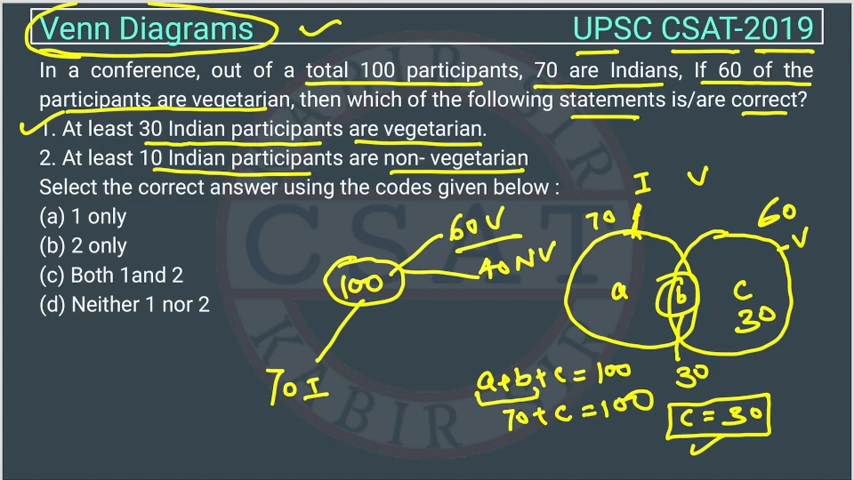 Venn Diagrams
UPSC CSAT-2019
In a conference, out of a total 100 participants, 70 are Indians, If 60 of the
participants are vegetarian, then which of the following statements is/are correct?
1. At least 30 Indian participants are vegetarian.
2. At least 10 Indian participants are non- vegetarian
Select the correct answer using the codes given below :
(a) 1 only
(b) 2 only
(c) Both 1and 2
(d) Neither 1 nor 2
100
60V
40NV
70 I
I V
70
60
V
a
b
c
30
30
a+b+c=100
70+c=100
c=30
KABIR
CSAT
KABIR